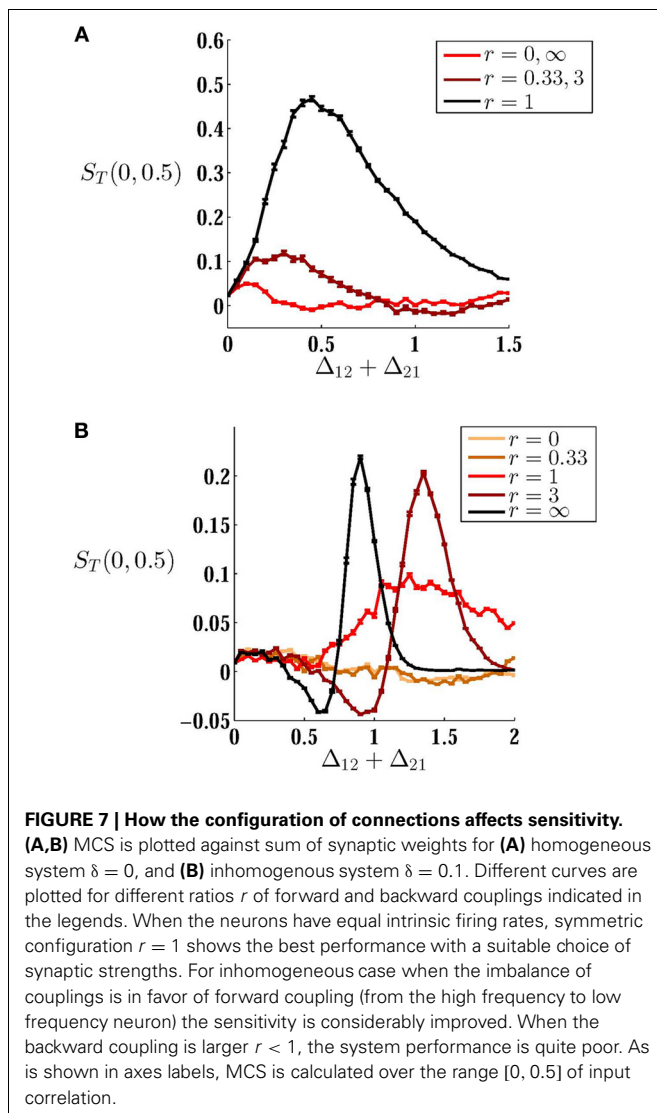 A
0.6
0.5
0.4
0.3
0.2
0.1
0
S_T(0, 0.5)
r = 0, ∞
r = 0.33, 3
r = 1
0 0.5 1 1.5
Δ12 + Δ21
B
0.2
0.15
0.1
0.05
0
−0.05
S_T(0, 0.5)
r = 0
r = 0.33
r = 1
r = 3
r = ∞
0 0.5 1 1.5 2
Δ12 + Δ21
FIGURE 7 | How the configuration of connections affects sensitivity.
(A,B) MCS is plotted against sum of synaptic weights for (A) homogeneous
system δ = 0, and (B) inhomogenous system δ = 0.1. Different curves are
plotted for different ratios r of forward and backward couplings indicated in
the legends. When the neurons have equal intrinsic firing rates, symmetric
configuration r = 1 shows the best performance with a suitable choice of
synaptic strengths. For inhomogeneous case when the imbalance of
couplings is in favor of forward coupling (from the high frequency to low
frequency neuron) the sensitivity is considerably improved. When the
backward coupling is larger r < 1, the system performance is quite poor. As
is shown in axes labels, MCS is calculated over the range [0, 0.5] of input
correlation.